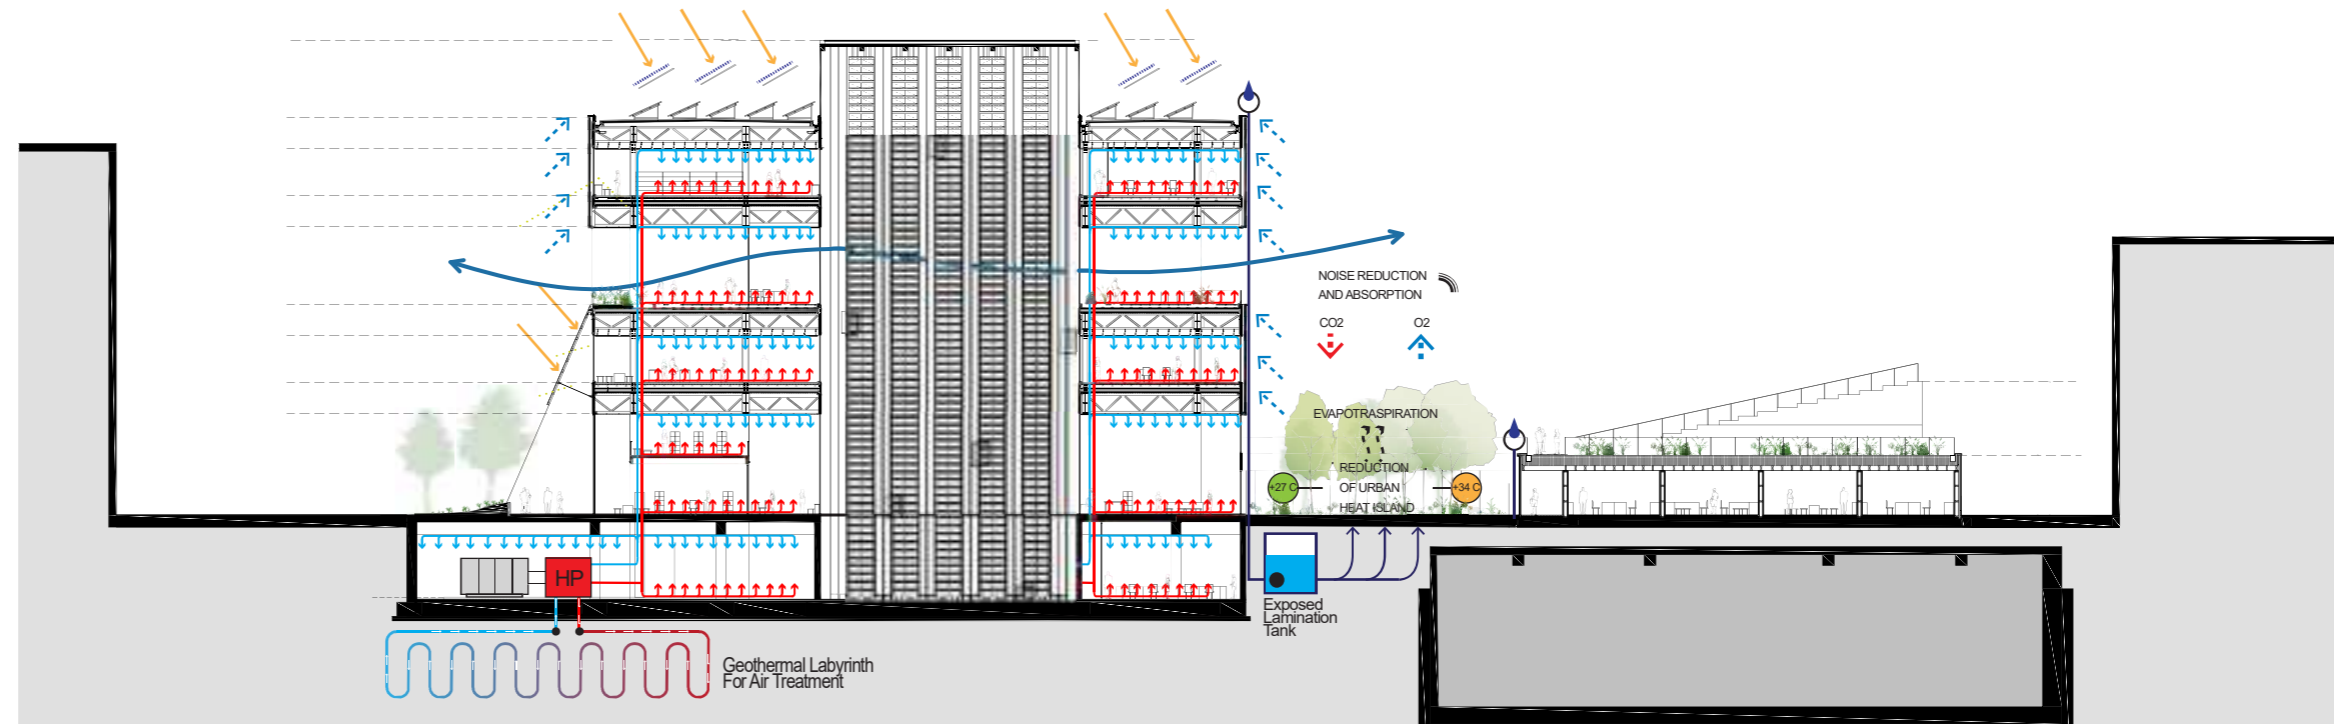 NOISE REDUCTION
AND ABSORPTION
CO2
O2
EVAPOTRASPIRATION
REDUCTION
+27 C
OF URBAN
+34 C
HEAT ISLAND
HP
Exposed
Lamination
Tank
Geothermal Labyrinth
For Air Treatment